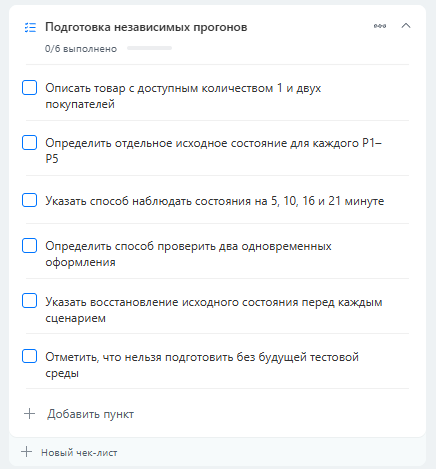 Подготовка независимых прогонов
0/6 выполнено
Описать товар с доступным количеством 1 и двух
покупателей
Определить отдельное исходное состояние для каждого P1–
P5
Указать способ наблюдать состояния на 5, 10, 16 и 21 минуте
Определить способ проверить два одновременных
оформления
Указать восстановление исходного состояния перед каждым
сценарием
Отметить, что нельзя подготовить без будущей тестовой
среды
Добавить пункт
Новый чек-лист